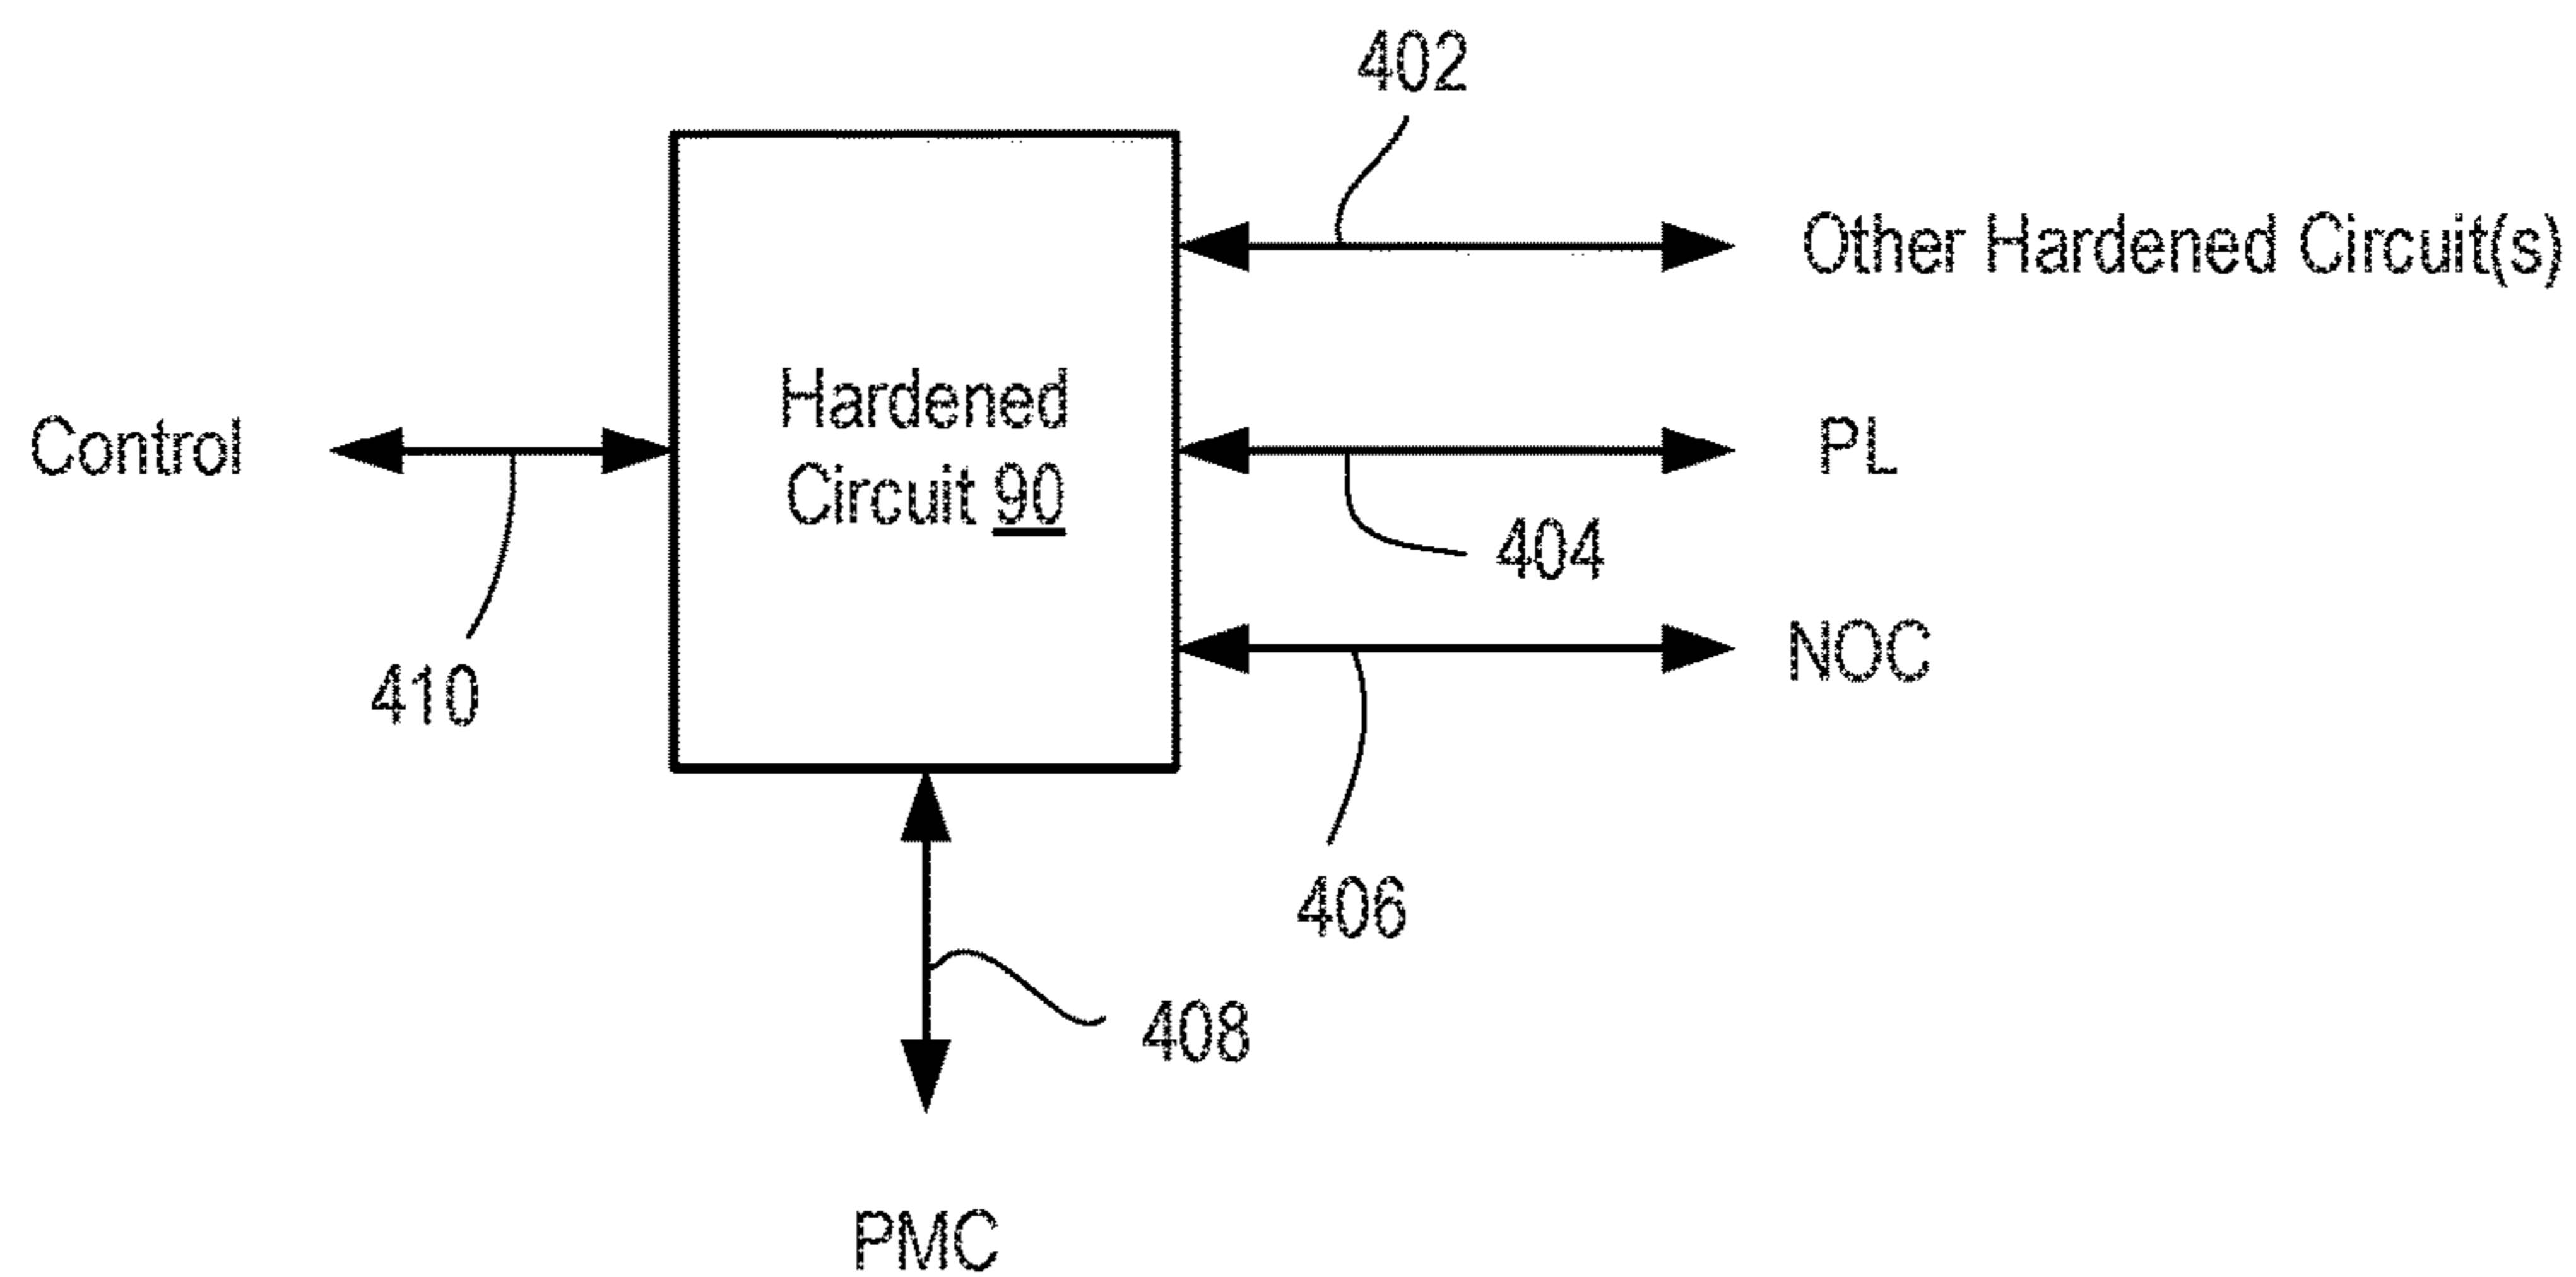 402
Other Hardened Circuit(s)
Hardened
Circuit 90
Control
PL
404
NOC
410
406
408
PMC